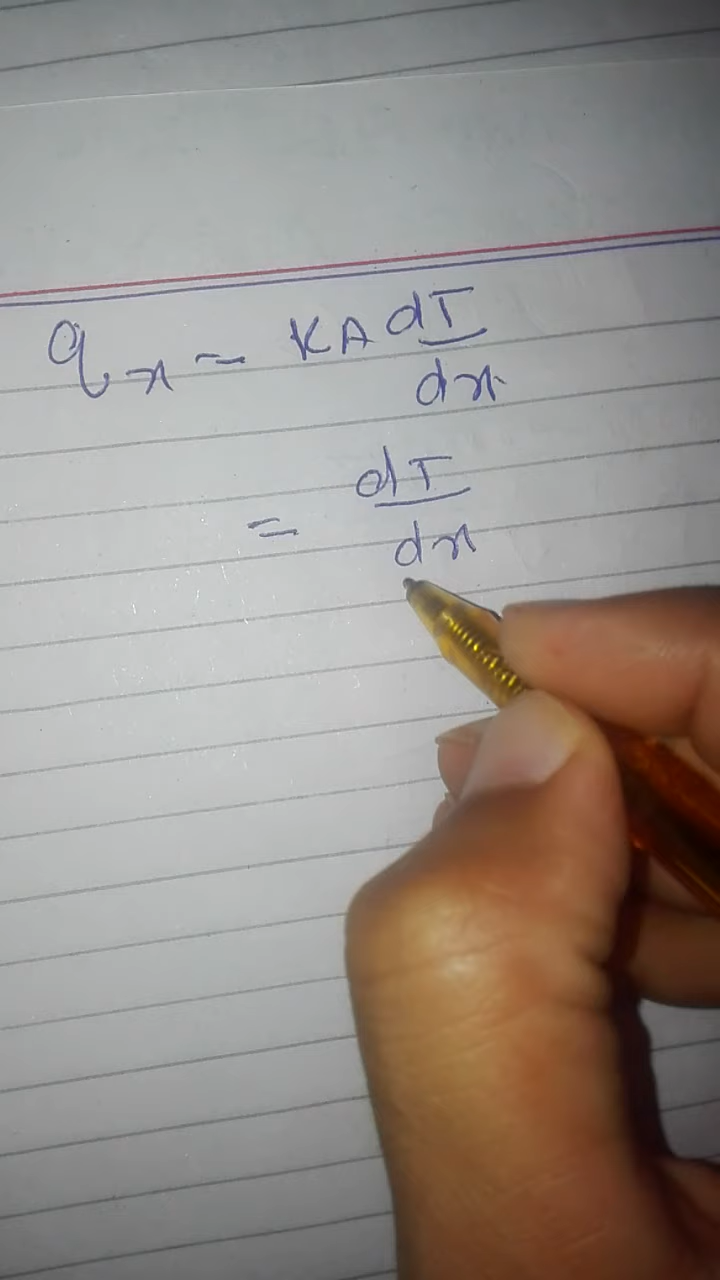 qx ~ KA dT/dx
= dT/dx